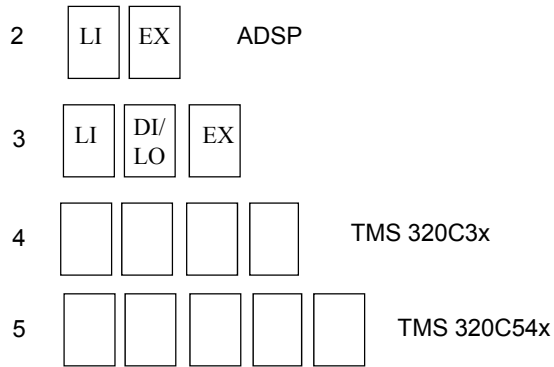 2 LI EX ADSP
3 LI DI/ EX
LO
4 TMS 320C3x
5 TMS 320C54x